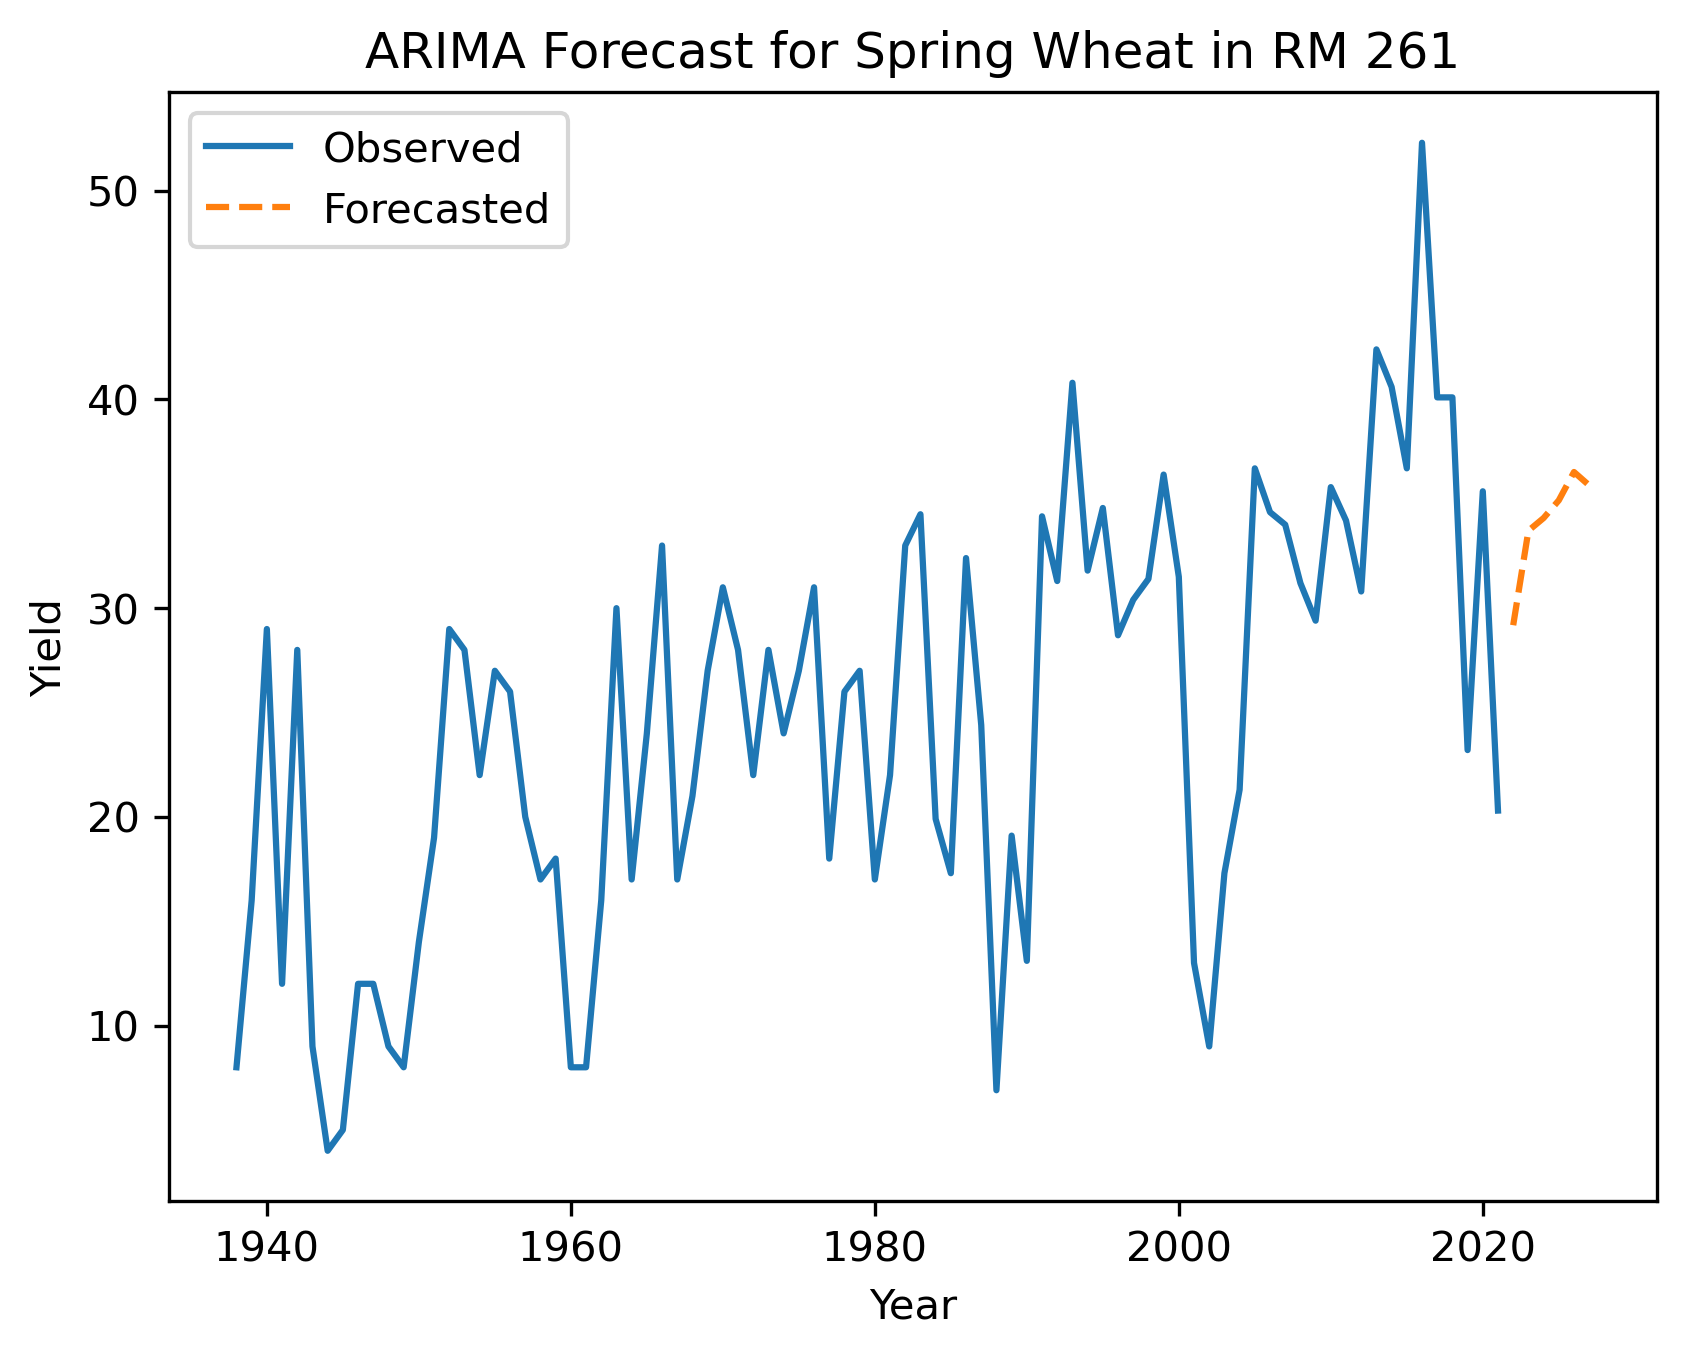 ARIMA Forecast for Spring Wheat in RM 261
Observed
Forecasted
50
40
30
20
10
Yield
1940 1960 1980 2000 2020
Year